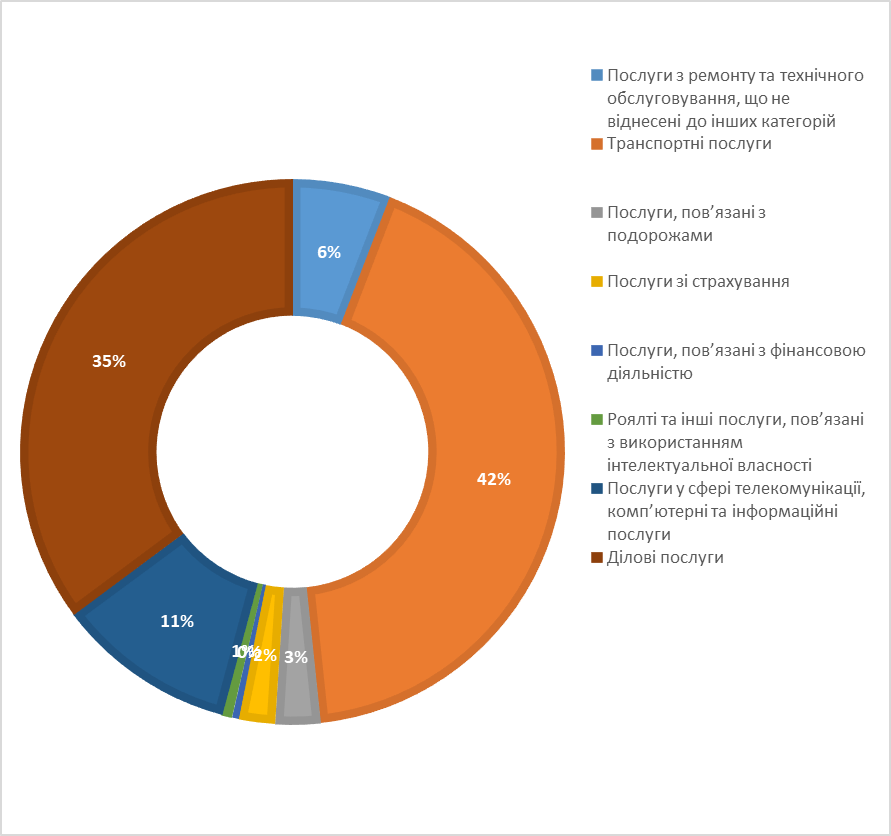 Послуги з ремонту та технічного
обслуговування, що не
віднесені до інших категорій
Транспортні послуги
Послуги, пов’язані з
подорожами
Послуги зі страхування
Послуги, пов’язані з фінансовою
діяльністю
Роялті та інші послуги, пов’язані
з використанням
інтелектуальної власності
Послуги у сфері телекомунікації,
комп’ютерні та інформаційні
послуги
Ділові послуги
6%
35%
42%
11%
1%
0%
2%
3%